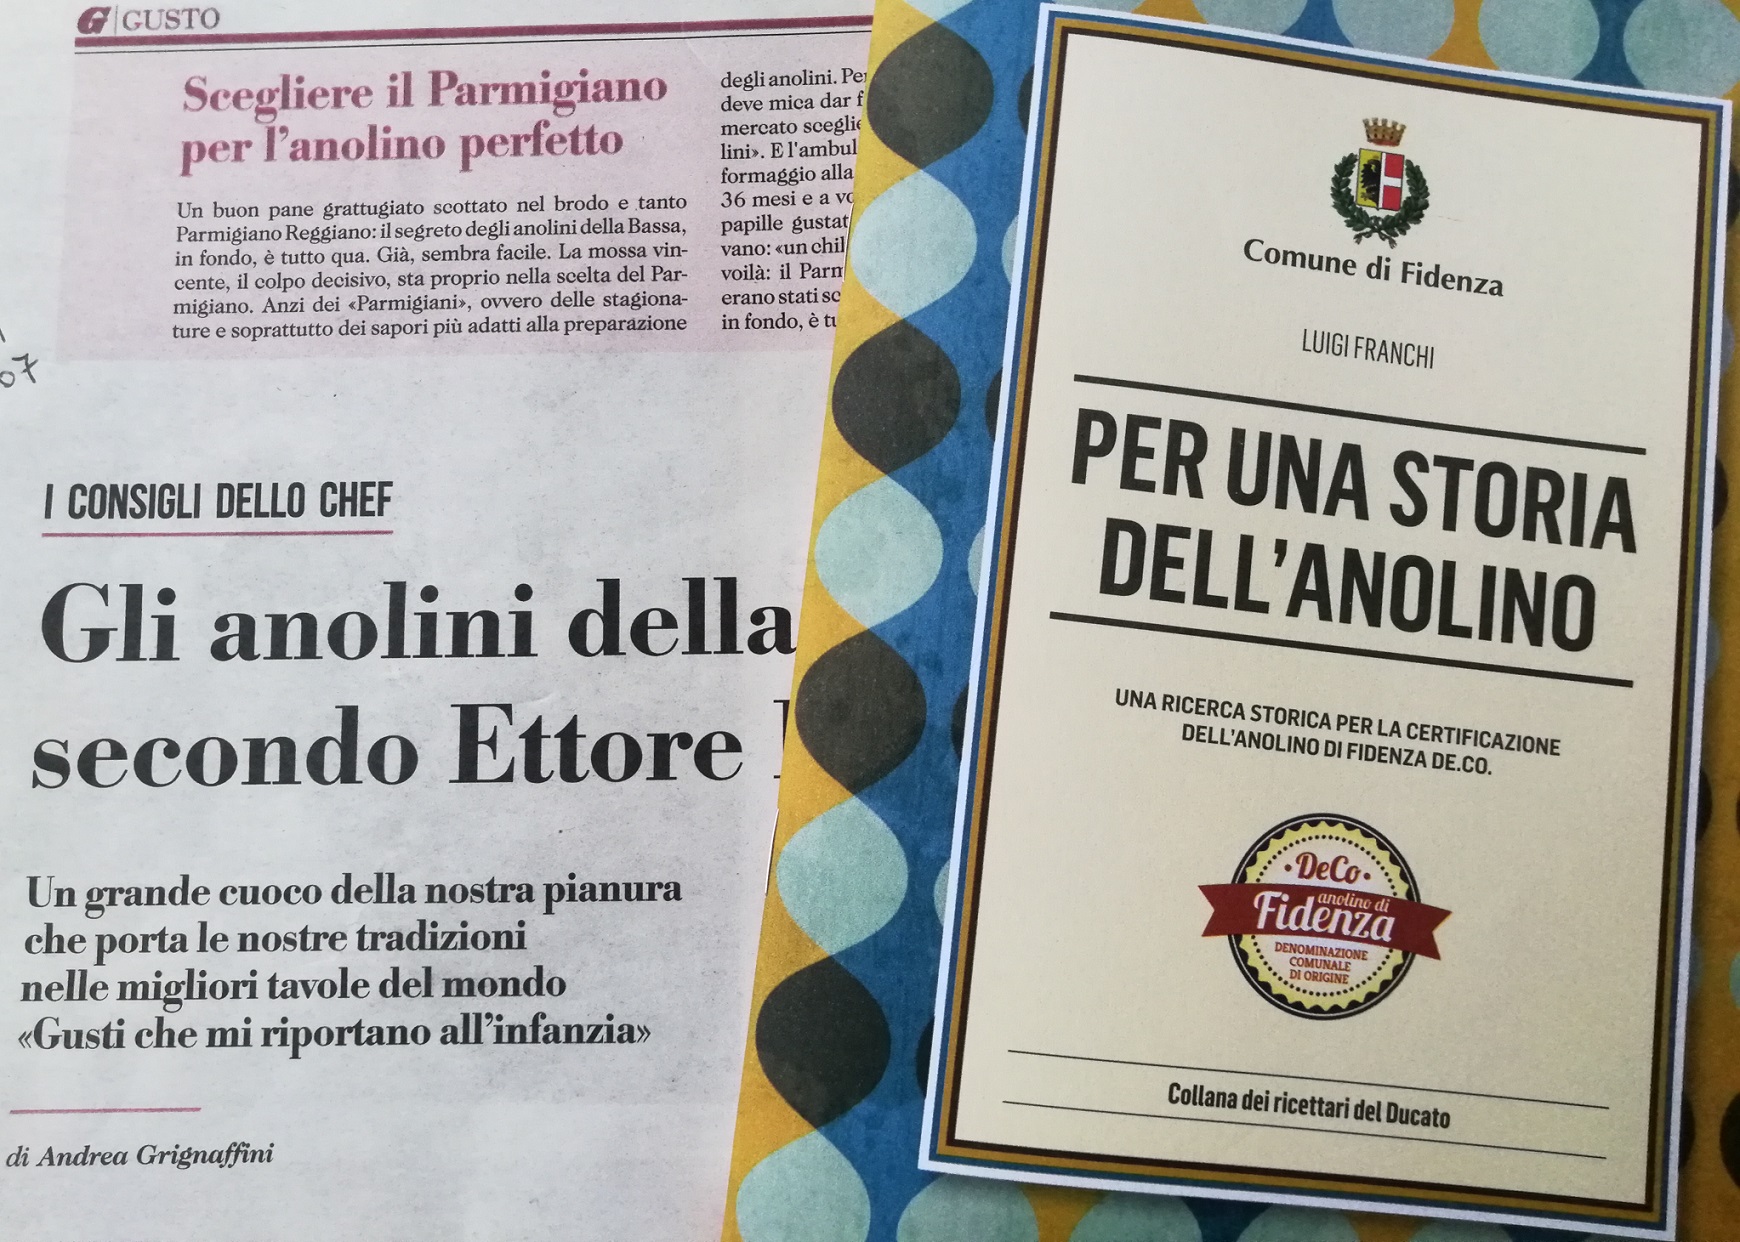 G GUSTO
Scegliere il Parmigiano
per l'anolino perfetto
Un buon pane grattugiato scottato nel brodo e tanto
Parmigiano Reggiano: il segreto degli anolini della Bassa,
in fondo, è tutto qua. Già, sembra facile. La mossa vin-
cente, il colpo decisivo, sta proprio nella scelta del Par-
migiano. Anzi dei «Parmigiani», ovvero delle stagiona-
ture e soprattutto dei sapori più adatti alla preparazione
degli anolini.
deve mica dar
mercato
lini». E
formaggio alla
36 mesi e a
papille
vano: «un
voilà: il
erano stati
in fondo, è
07
I CONSIGLI DELLO CHEF
Gli anolini della
secondo Ettore
Un grande cuoco della nostra pianura
che porta le nostre tradizioni
nelle migliori tavole del mondo
«Gusti che mi riportano all'infanzia»
di Andrea Grignaffini
Comune di Fidenza
LUIGI FRANCHI
PER UNA STORIA
DELL'ANOLINO
UNA RICERCA STORICA PER LA CERTIFICAZIONE
DELL'ANOLINO DI FIDENZA DE.CO.
• DeCo •
anolino di
Fidenza
DENOMINAZIONE
COMUNALE
DI ORIGINE
Collana dei ricettari del Ducato